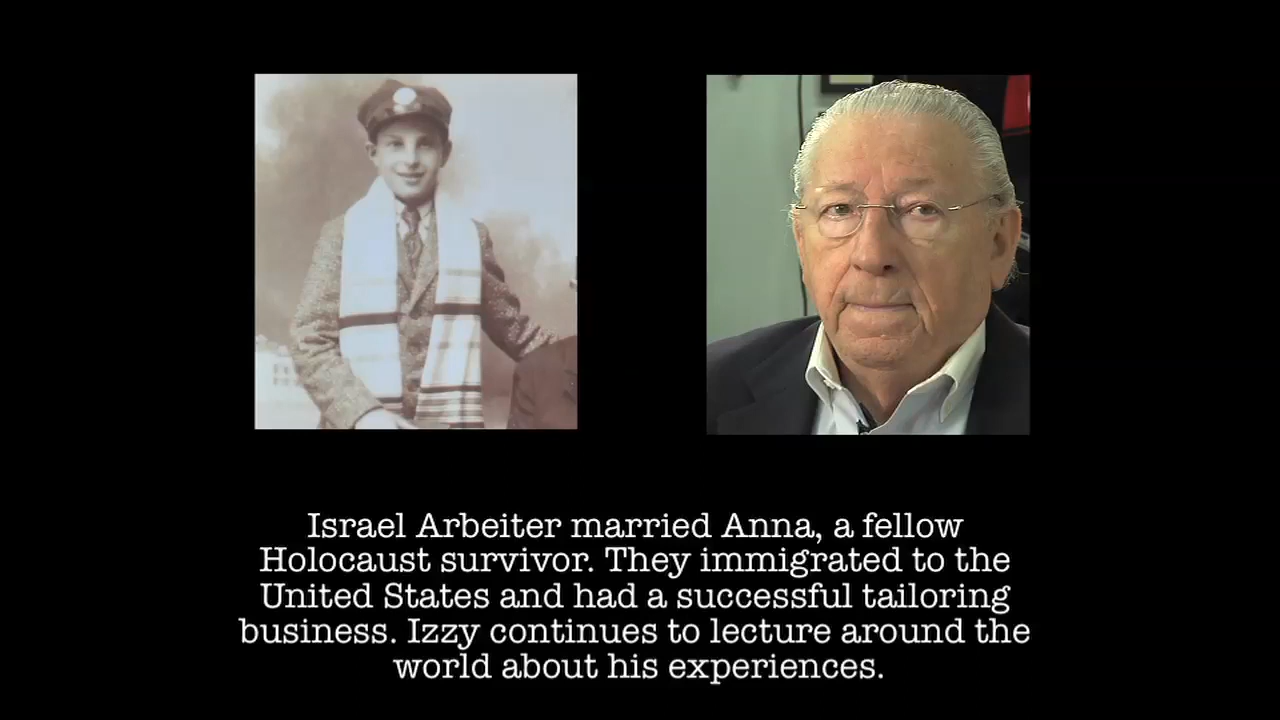 Israel Arbeiter married Anna, a fellow
Holocaust survivor. They immigrated to the
United States and had a successful tailoring
business. Izzy continues to lecture around the
world about his experiences.